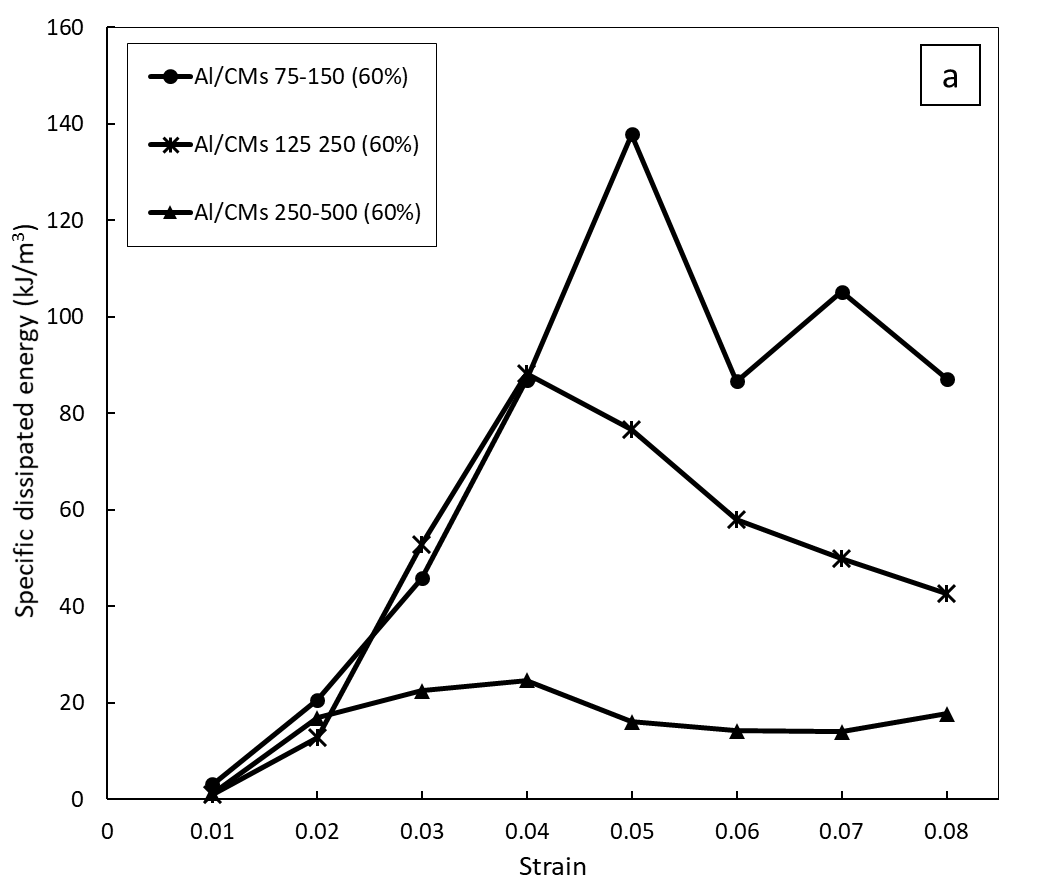 160
140
120
100
80
60
40
20
0
Specific dissipated energy (kJ/m³)
Al/CMs 75-150 (60%)
Al/CMs 125 250 (60%)
Al/CMs 250-500 (60%)
a
0 0.01 0.02 0.03 0.04 0.05 0.06 0.07 0.08
Strain